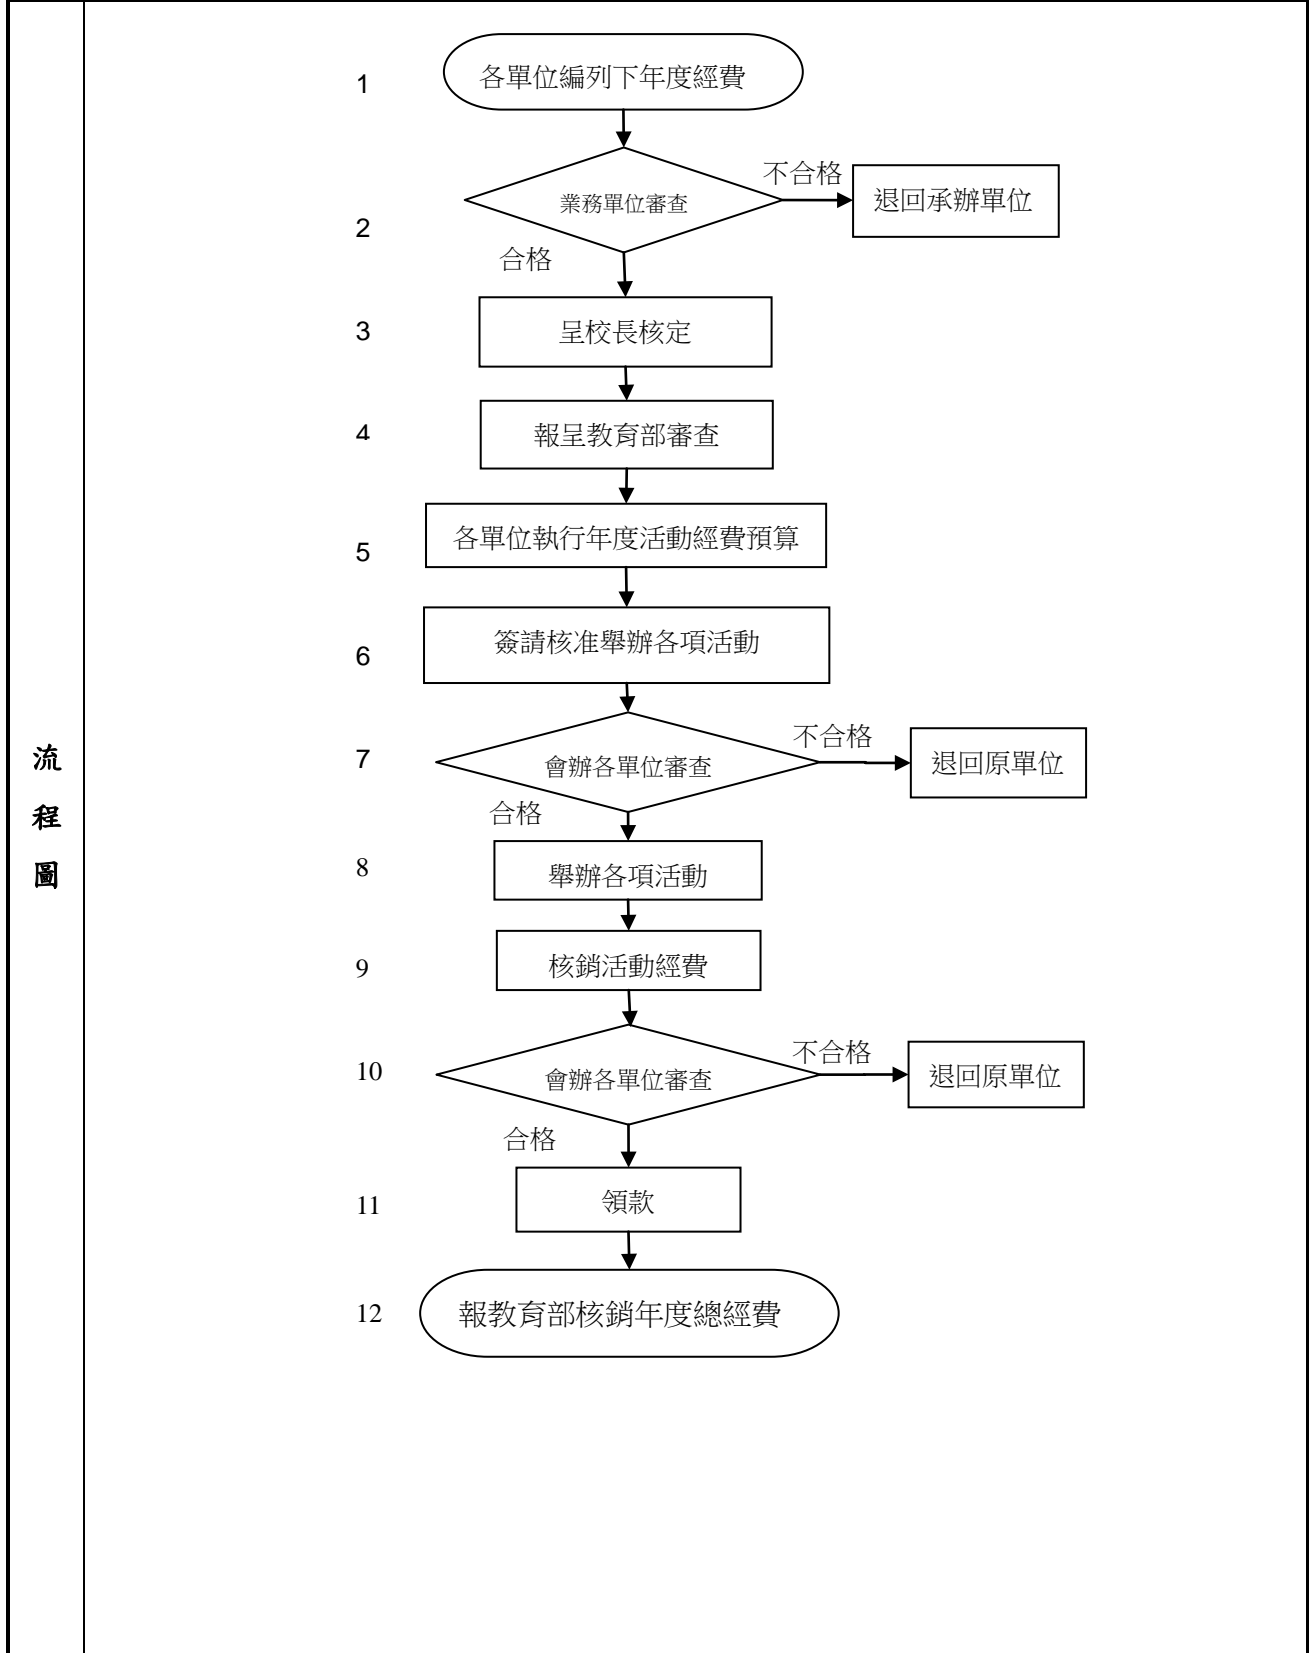 流
程
圖
1
各單位編列下年度經費
不合格
退回承辦單位
業務單位審查
2
合格
3
呈校長核定
4
報呈教育部審查
5
各單位執行年度活動經費預算
6
簽請核准舉辦各項活動
不合格
7
會辦各單位審查
退回原單位
合格
8
舉辦各項活動
9
核銷活動經費
不合格
10
會辦各單位審查
退回原單位
合格
11
領款
12
報教育部核銷年度總經費